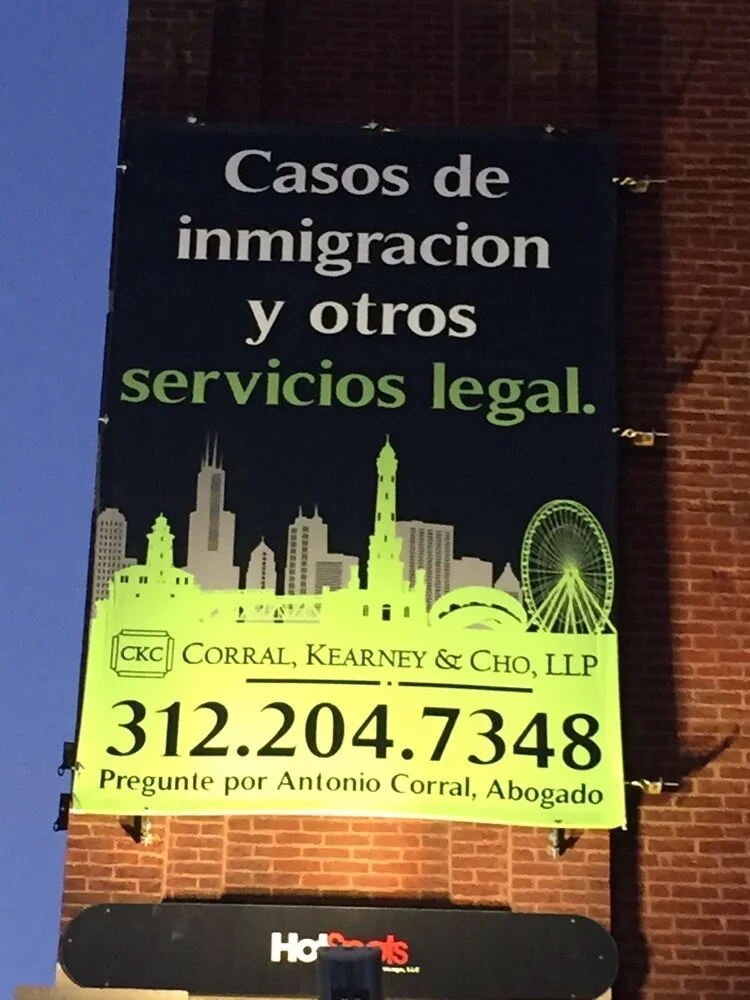 Casos de
inmigracion
y otros
servicios legal.
CKC CORRAL, KEARNEY & CHO, LLP
312.204.7348
Pregunte por Antonio Corral, Abogado
HotSpots